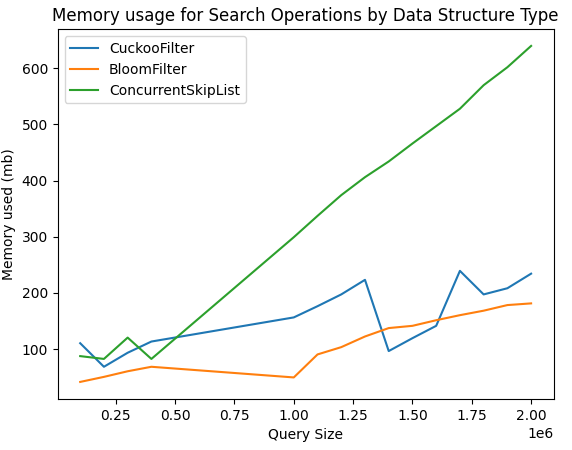 Memory usage for Search Operations by Data Structure Type
CuckooFilter
BloomFilter
ConcurrentSkipList
Memory used (mb)
600
500
400
300
200
100
0.25 0.50 0.75 1.00 1.25 1.50 1.75 2.00
1e6
Query Size